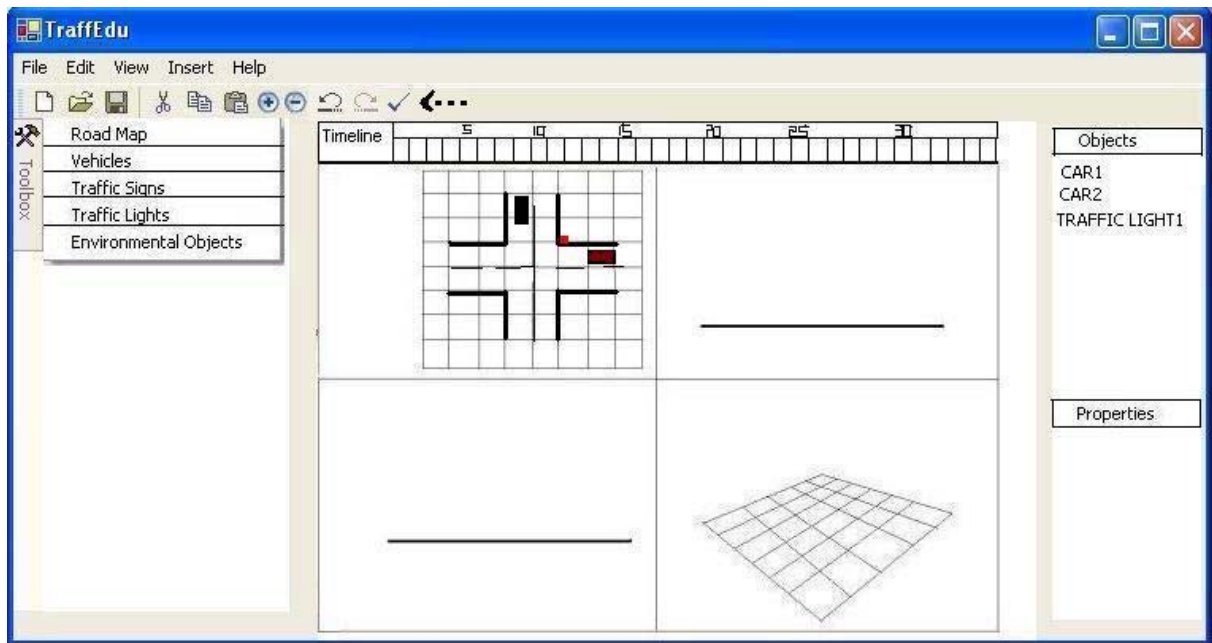 TraffEdu
File Edit View Insert Help
Toolbox
Road Map
Vehicles
Traffic Signs
Traffic Lights
Environmental Objects
Timeline 5 10 15 20 25 30
Objects
CAR1
CAR2
TRAFFIC LIGHT1
Properties